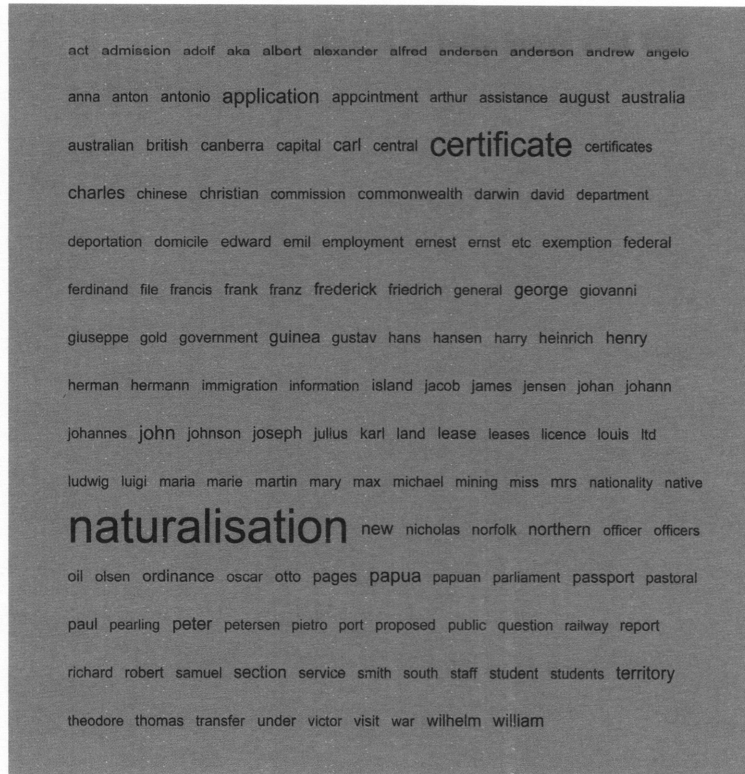 act admission adolf aka albert alexander alfred andersen anderson andrew angelo
anna anton antonio application appointment arthur assistance august australia
australian british canberra capital carl central certificate certificates
charles chinese christian commission commonwealth darwin david department
deportation domicile edward emil employment ernest ernst etc exemption federal
ferdinand file francis frank franz frederick friedrich general george giovanni
giuseppe gold government guinea gustav hans hansen harry heinrich henry
herman hermann immigration information island jacob james jensen johan johann
johannes john johnson joseph julius karl land lease leases licence louis ltd
ludwig luigi maria marie martin mary max michael mining miss mrs nationality native
naturalisation new nicholas norfolk northern officer officers
oil olsen ordinance oscar otto pages papua papuan parliament passport pastoral
paul pearling peter petersen pietro port proposed public question railway report
richard robert samuel section service smith south staff student students territory
theodore thomas transfer under victor visit war wilhelm william